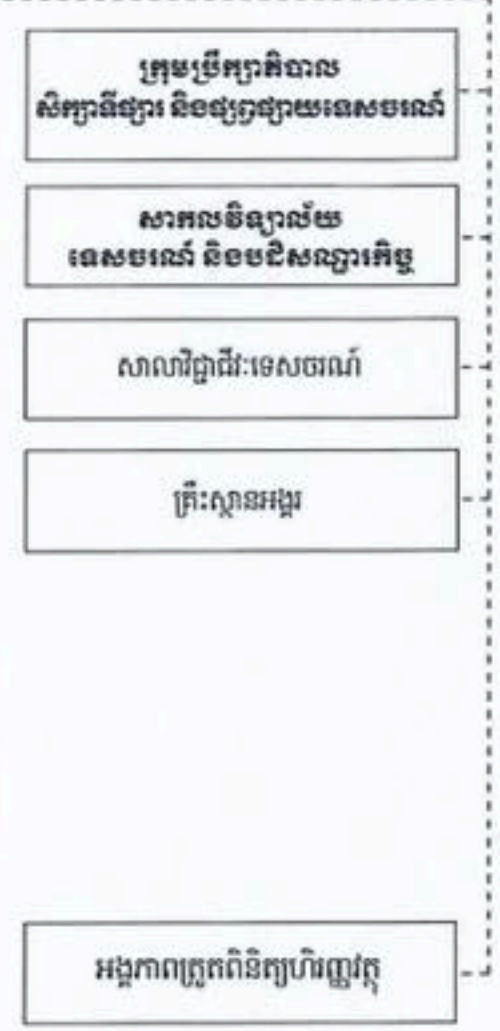 ក្រុមប្រឹក្សាភិបាល
សិក្សាទីផ្សារ និងផ្សព្វផ្សាយទេសចរណ៍
សាកលវិទ្យាល័យ
ទេសចរណ៍ និងបដិសណ្ឋារកិច្ច
សាលាវិជ្ជាជីវៈទេសចរណ៍
គ្រឹះស្ថានអង្គរ
អង្គភាពត្រួតពិនិត្យហិរញ្ញវត្ថុ